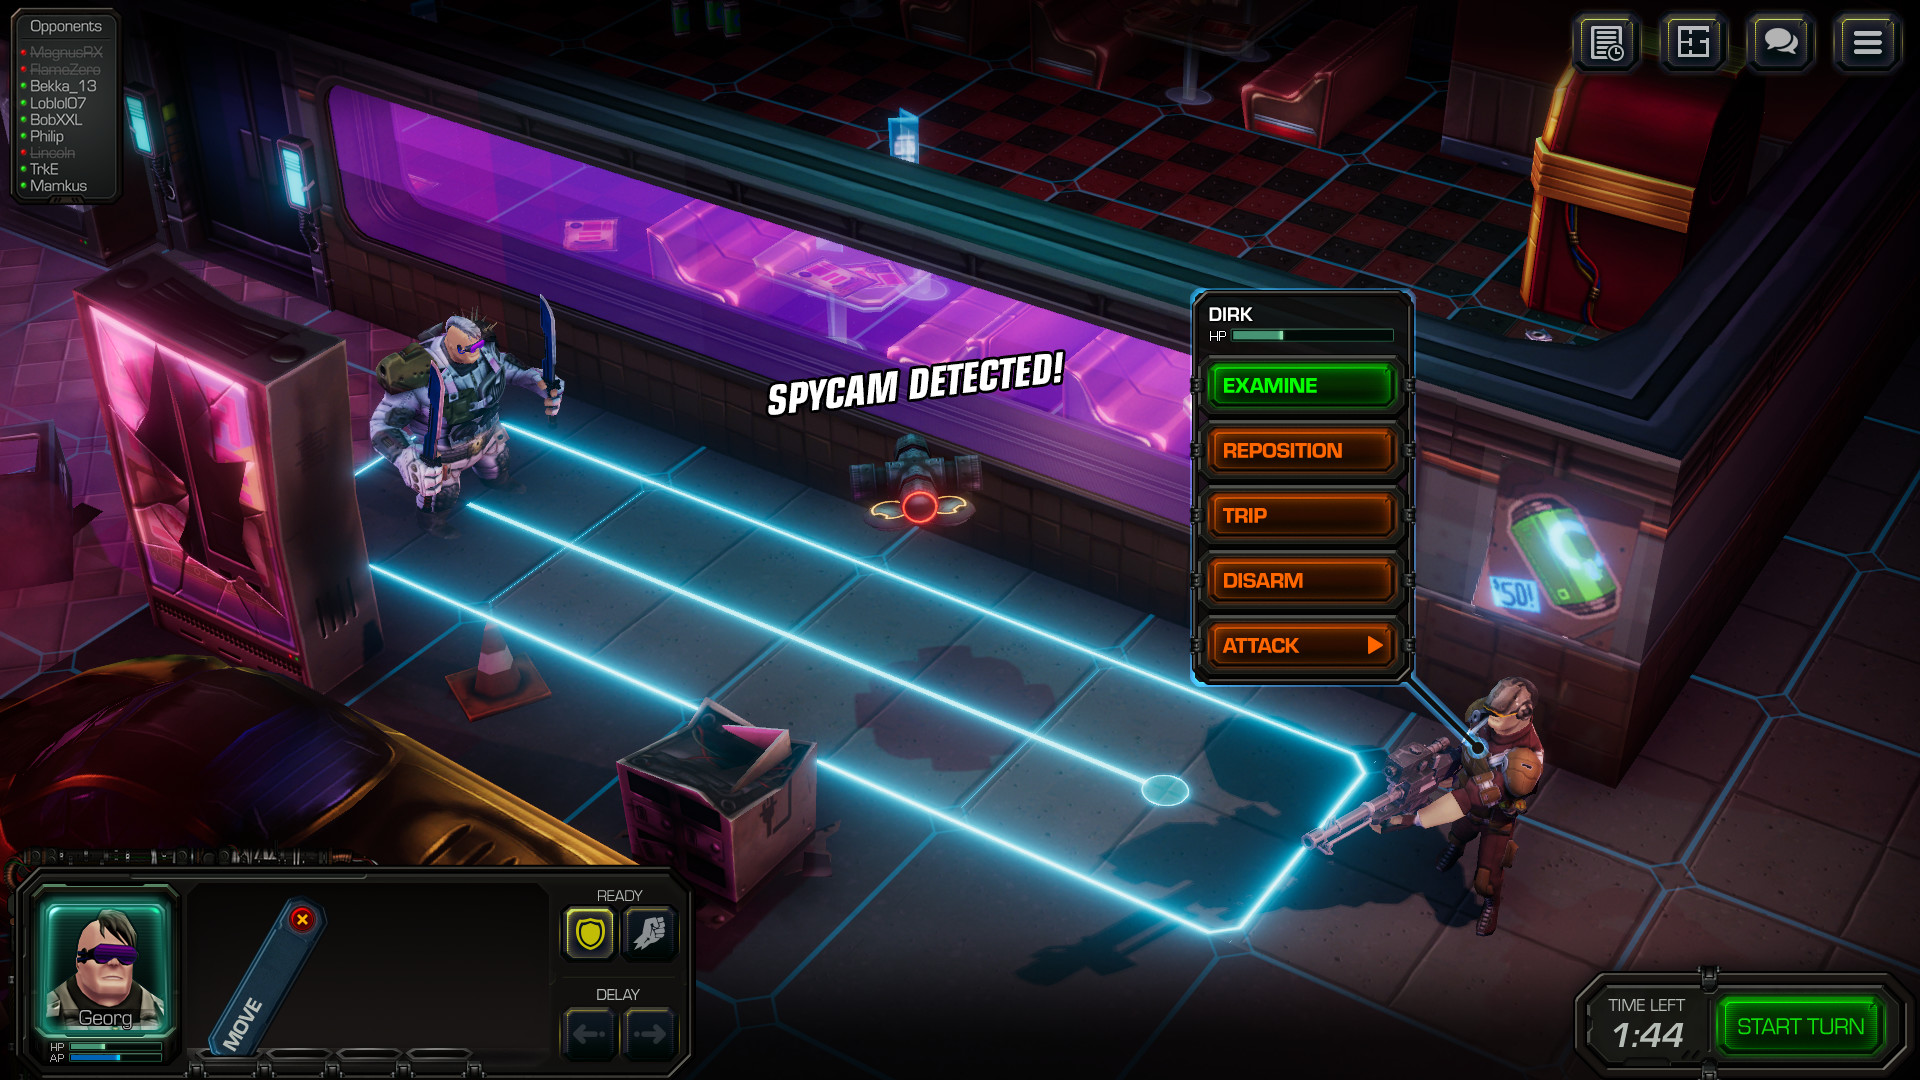 Opponents
MagnusRX
FlameZero
Bekka_13
Loblol07
BobXXL
Philip
Lincoln
TrkE
Mamkus
SPYCAM DETECTED!
DIRK
HP
EXAMINE
REPOSITION
TRIP
DISARM
ATTACK
$50!
MOVE
READY
DELAY
Georg
HP
AP
TIME LEFT
1:44
START TURN